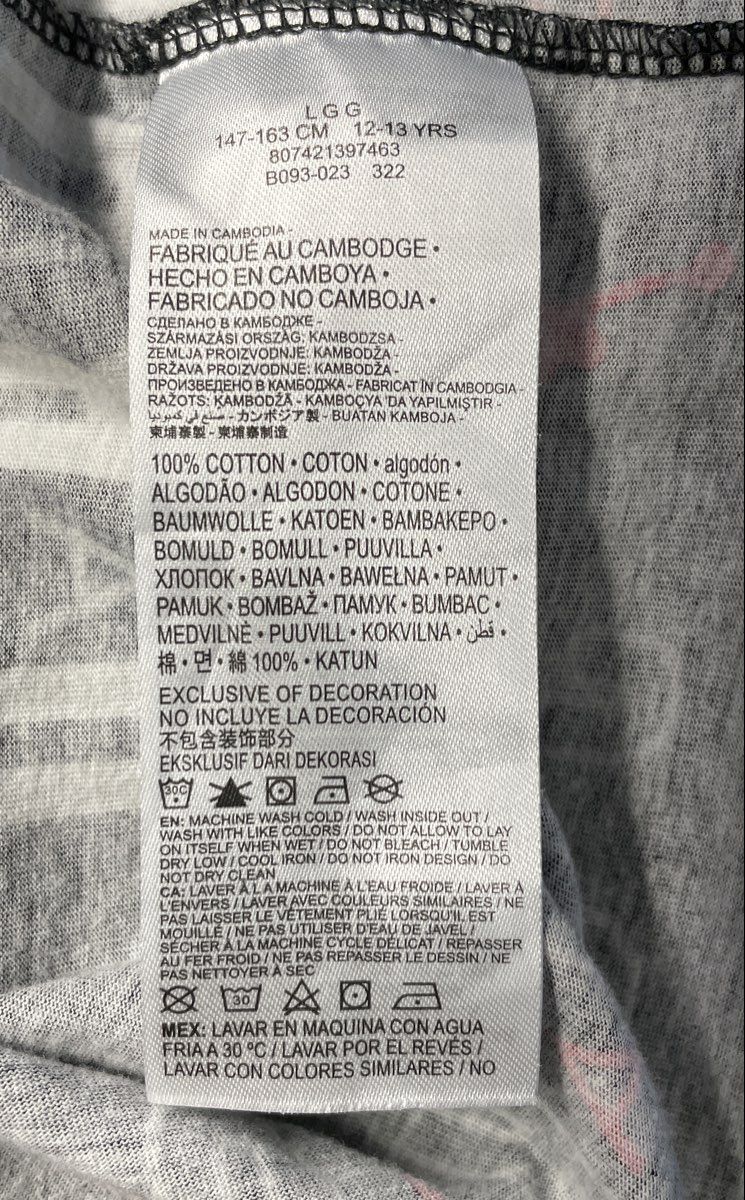 L G G
147-163 CM 12-13 YRS
807421397463
B093-023 322
MADE IN CAMBODIA -
FABRIQUÉ AU CAMBODGE •
HECHO EN CAMBOYA •
FABRICADO NO CAMBOJA •
СДЕЛАНО В КАМБОДЖЕ -
SZÁRMAZÁSI ORSZÁG: KAMBODZSA -
ZEMLJA PROIZVODNJE: KAMBODŽA -
DRŽAVA PROIZVODNJE: KAMBODŽA -
ПРОИЗВЕДЕНО В КАМБОДЖА - FABRICAT ÎN CAMBODGIA -
RAŽOTS: KAMBODŽĀ - KAMBOÇYA 'DA YAPILMIŞTIR -
صنع في كمبوديا - カンボジア製 - BUATAN KAMBOJA -
柬埔寨製 - 柬埔寨制造
100% COTTON • COTON • algodón •
ALGODÃO • ALGODON • COTONE •
BAUMWOLLE • KATOEN • BAMBAKEPO •
BOMULD • BOMULL • PUUVILLA •
ХЛОПОК • BAVLNA • BAWEŁNA • PAMUT •
PAMUK • BOMBAŽ • ПАМУК • BUMBAC •
MEDVILNĖ • PUUVILL • KOKVILNA • قطن •
棉 • 면 • 綿 100% • KATUN
EXCLUSIVE OF DECORATION
NO INCLUYE LA DECORACIÓN
不包含装饰部分
EKSKLUSIF DARI DEKORASI
30C
EN: MACHINE WASH COLD / WASH INSIDE OUT /
WASH WITH LIKE COLORS / DO NOT ALLOW TO LAY
ON ITSELF WHEN WET / DO NOT BLEACH / TUMBLE
DRY LOW / COOL IRON / DO NOT IRON DESIGN / DO
NOT DRY CLEAN
CA: LAVER À LA MACHINE À L'EAU FROIDE / LAVER À
L'ENVERS / LAVER AVEC COULEURS SIMILAIRES / NE
PAS LAISSER LE VÊTEMENT PLIÉ LORSQU'IL EST
MOUILLÉ / NE PAS UTILISER D'EAU DE JAVEL /
SÉCHER À LA MACHINE CYCLE DÉLICAT / REPASSER
AU FER FROID / NE PAS REPASSER LE DESSIN / NE
PAS NETTOYER À SEC
30
MEX: LAVAR EN MAQUINA CON AGUA
FRIA A 30 ºC / LAVAR POR EL REVÉS /
LAVAR CON COLORES SIMILARES / NO